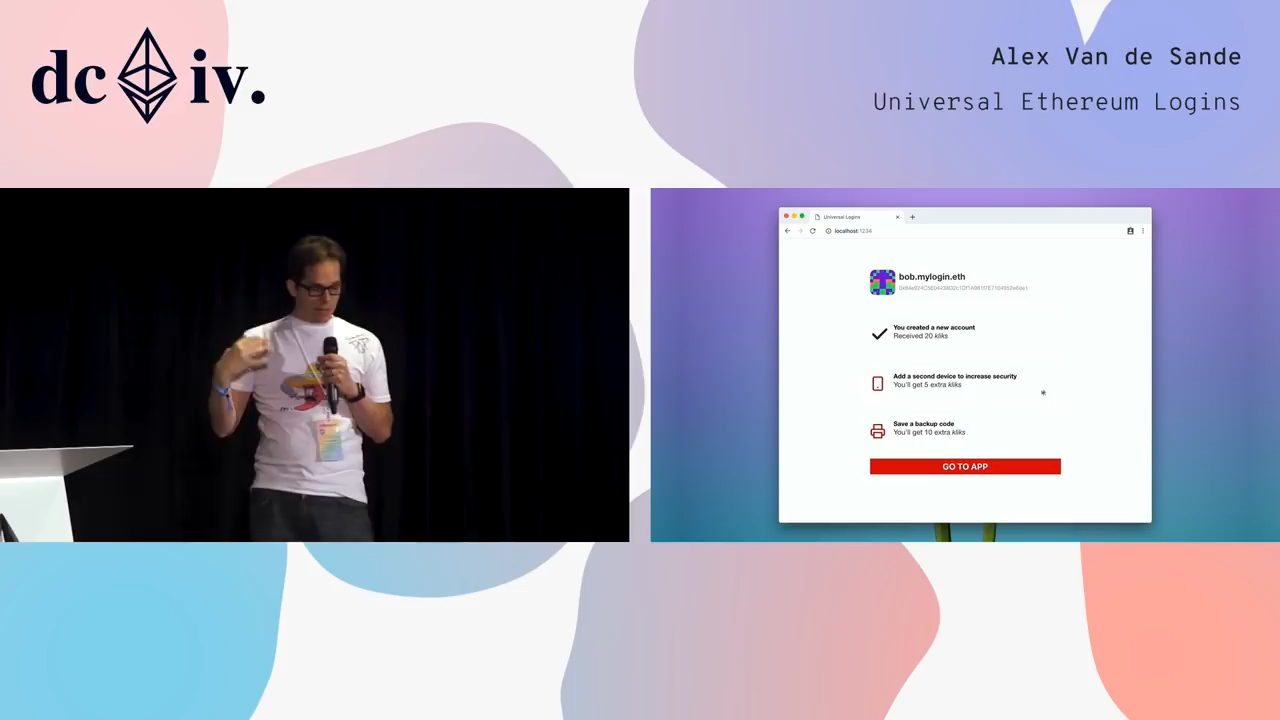 dc iv.
Alex Van de Sande
Universal Ethereum Logins
Universal Logins
localhost:1234
bob.mylogin.eth
You created a new account
Received 20 kliks
Add a second device to increase security
You'll get 5 extra kliks
Save a backup code
You'll get 10 extra kliks
GO TO APP